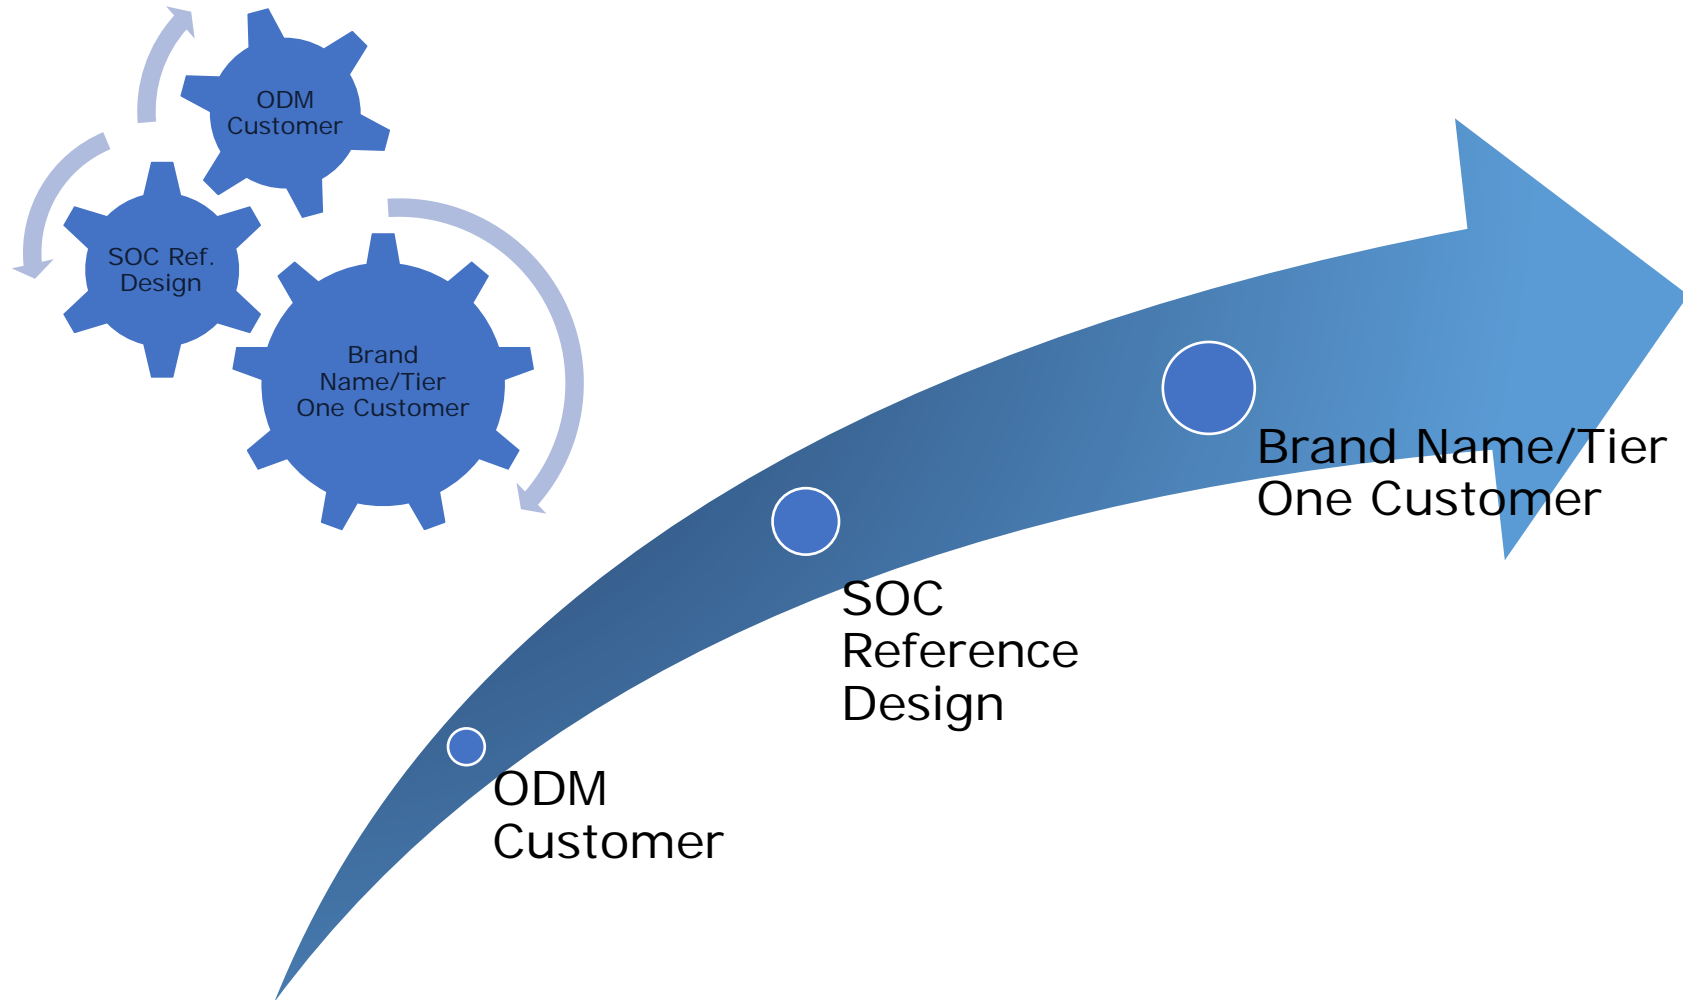 ODM
Customer
SOC Ref.
Design
Brand
Name/Tier
One Customer
Brand Name/Tier
One Customer
SOC
Reference
Design
ODM
Customer